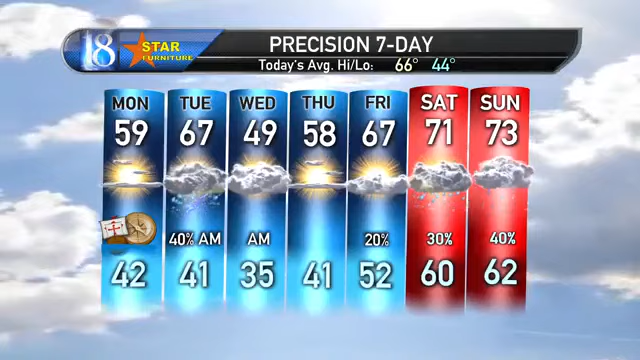 18
STAR
FURNITURE
PRECISION 7-DAY
Today's Avg. Hi/Lo: 66° 44°
MON TUE WED THU FRI SAT SUN
59 67 49 58 67 71 73
40% AM AM 20% 30% 40%
42 41 35 41 52 60 62